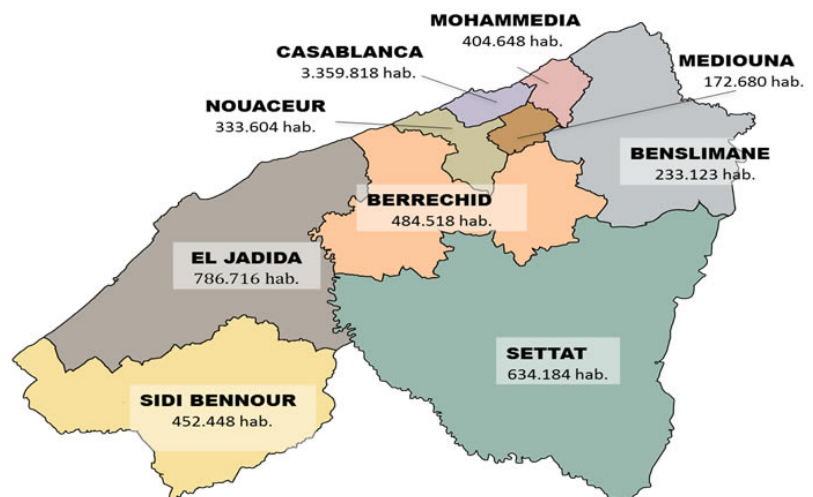 MOHAMMEDIA
404.648 hab.
CASABLANCA
3.359.818 hab.
MEDIOUNA
172.680 hab.
NOUACEUR
333.604 hab.
BENSLIMANE
233.123 hab.
BERRECHID
484.518 hab.
EL JADIDA
786.716 hab.
SETTAT
634.184 hab.
SIDI BENNOUR
452.448 hab.